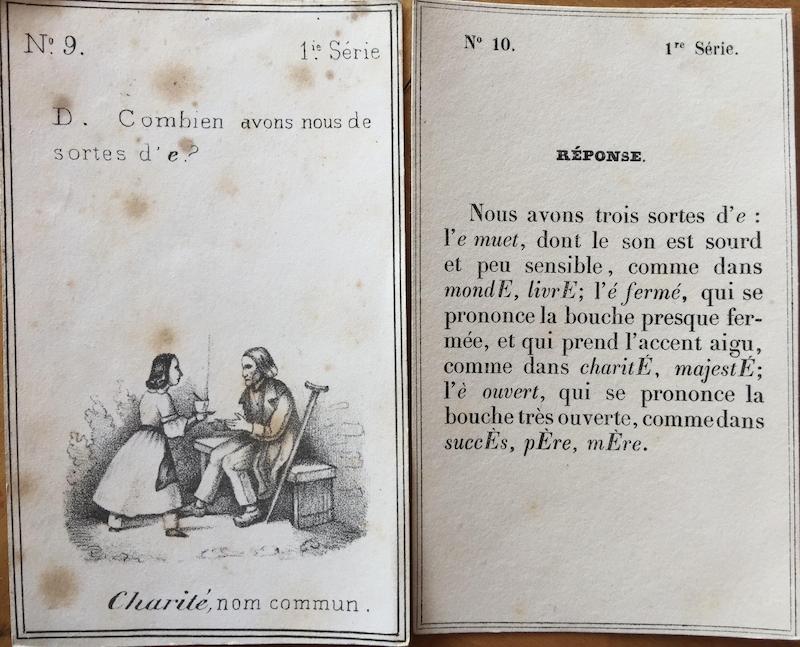 Nº 9.
1ie Série
D. Combien avons nous de
sortes d'e?
Charité, nom commun.
Nº 10.
1re Série.
RÉPONSE.
Nous avons trois sortes d'e :
l'e muet, dont le son est sourd
et peu sensible, comme dans
mondE, livrE; l'é fermé, qui se
prononce la bouche presque fer-
mée, et qui prend l'accent aigu,
comme dans charitÉ, majestÉ;
l'è ouvert, qui se prononce la
bouche très ouverte, comme dans
succÈs, pÈre, mÈre.